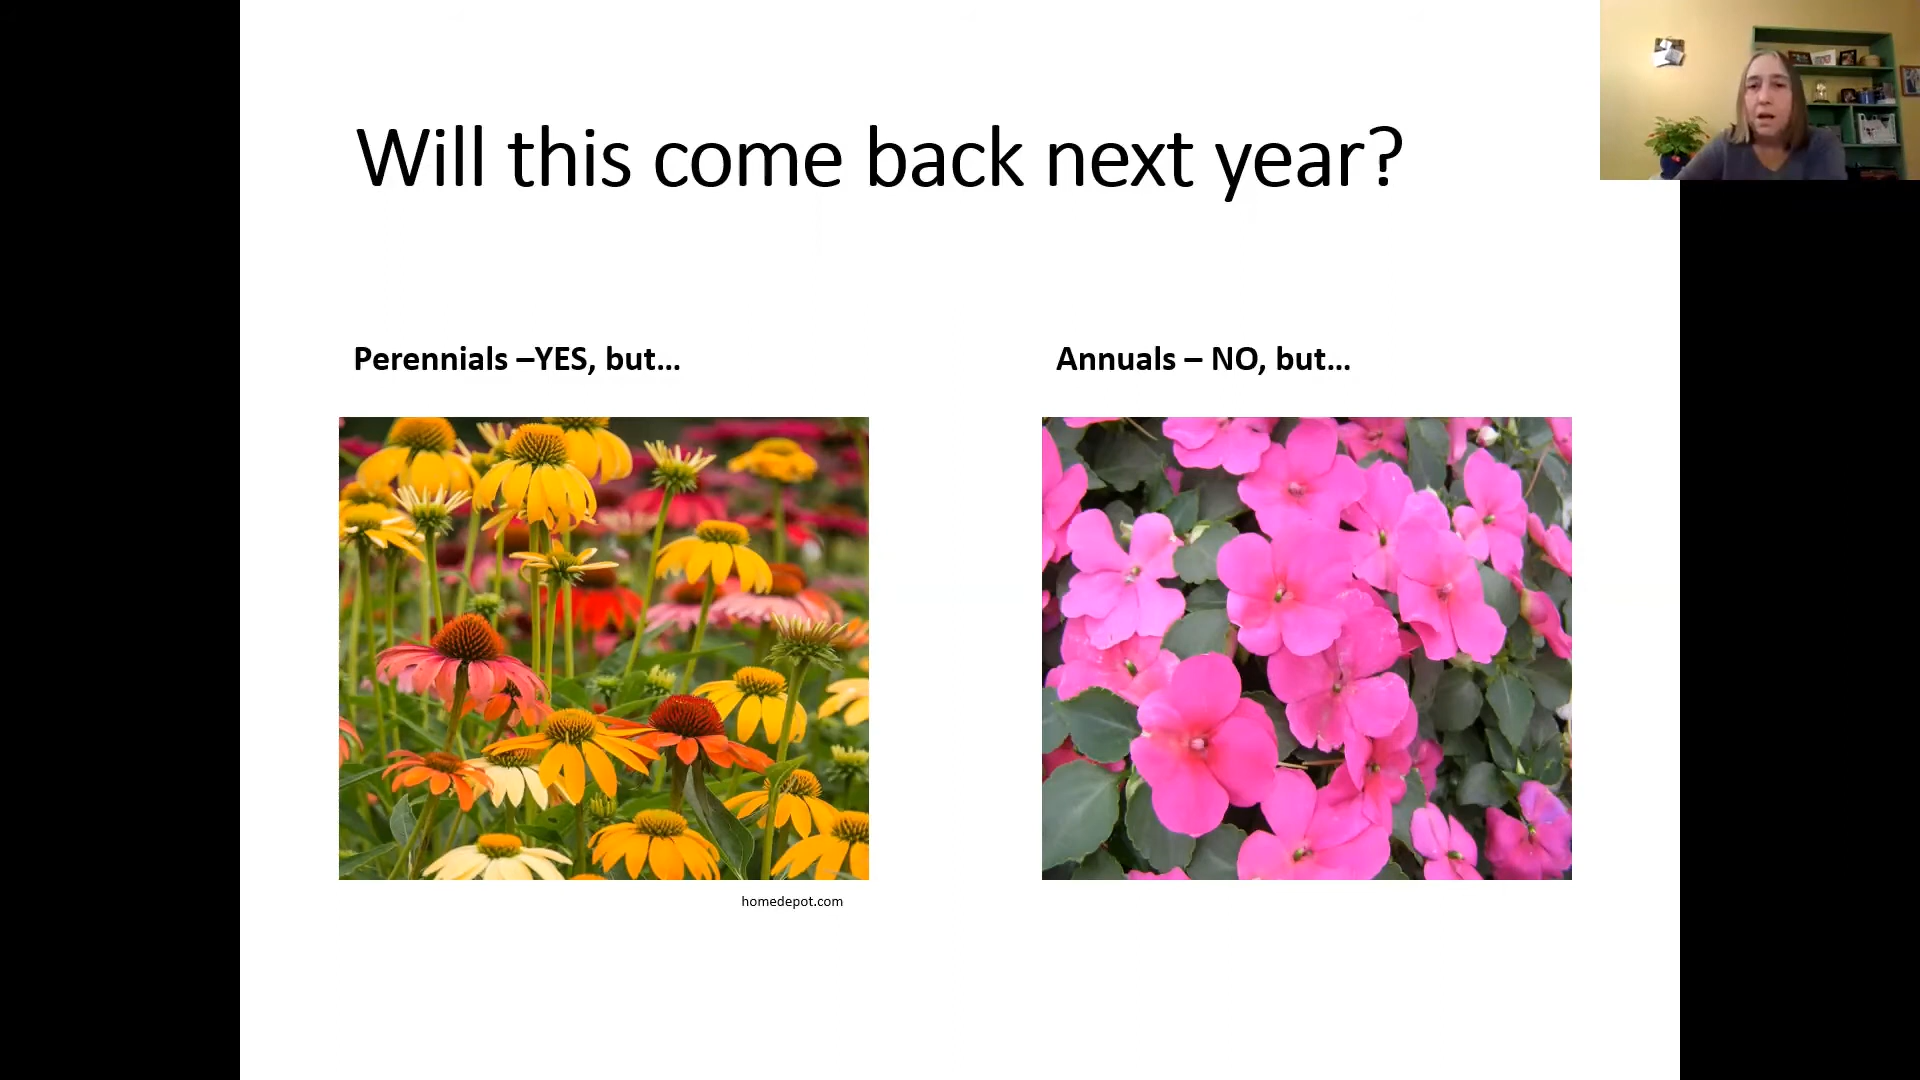 Will this come back next year?
Perennials –YES, but...
Annuals – NO, but...
homedepot.com